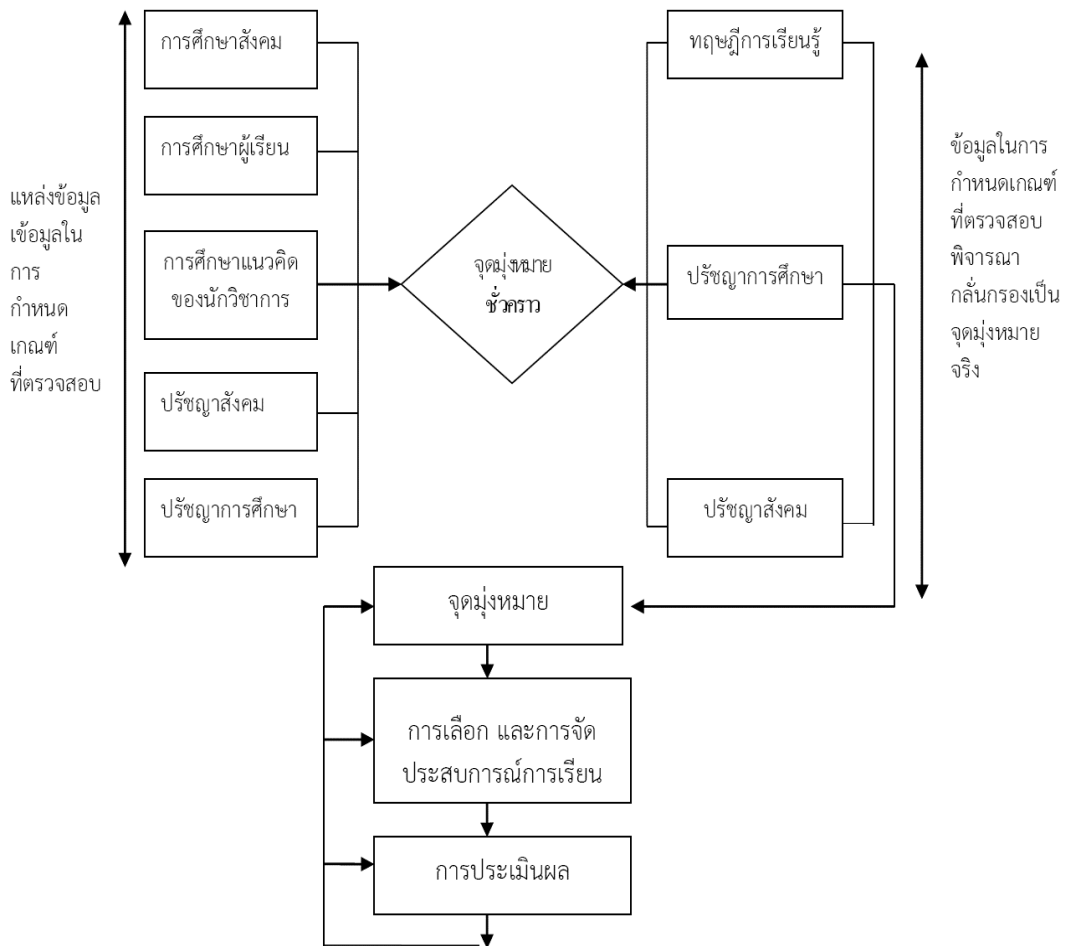 การศึกษาสังคม
การศึกษาผู้เรียน
แหล่งข้อมูล
เข้อมูลใน
การ
กำหนด
เกณฑ์
ที่ตรวจสอบ
การศึกษาแนวคิด
ของนักวิชาการ
ปรัชญาสังคม
ปรัชญาการศึกษา
จุดมุ่งหมาย
ชั่วคราว
ทฤษฎีการเรียนรู้
ปรัชญาการศึกษา
ปรัชญาสังคม
ข้อมูลในการ
กำหนดเกณฑ์
ที่ตรวจสอบ
พิจารณา
กลั่นกรองเป็น
จุดมุ่งหมาย
จริง
จุดมุ่งหมาย
การเลือก และการจัด
ประสบการณ์การเรียน
การประเมินผล